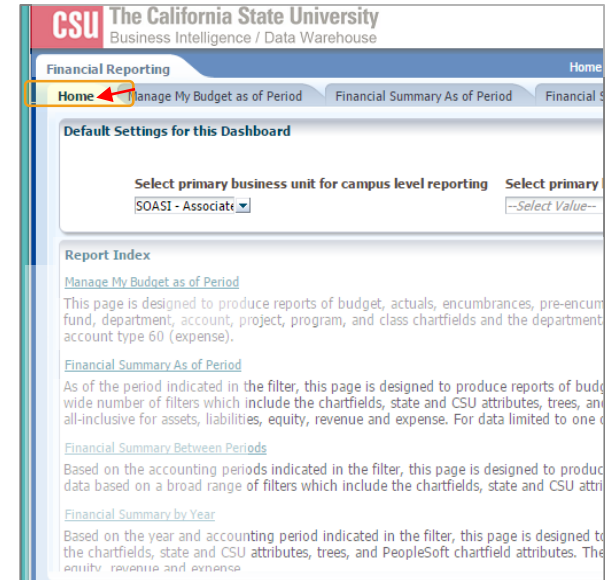 CSU The California State University
Business Intelligence / Data Warehouse
Financial Reporting Home
Home Manage My Budget as of Period Financial Summary As of Period Financial
Default Settings for this Dashboard
Select primary business unit for campus level reporting Select primary
SOASI - Associate --Select Value--
Report Index
Manage My Budget as of Period
This page is designed to produce reports of budget, actuals, encumbrances, pre-encum
fund, department, account, project, program, and class chartfields and the department
account type 60 (expense).
Financial Summary As of Period
As of the period indicated in the filter, this page is designed to produce reports of budg
wide number of filters which include the chartfields, state and CSU attributes, trees, and
all-inclusive for assets, liabilities, equity, revenue and expense. For data limited to one
Financial Summary Between Periods
Based on the accounting periods indicated in the filter, this page is designed to produc
data based on a broad range of filters which include the chartfields, state and CSU attri
Financial Summary by Year
Based on the year and accounting period indicated in the filter, this page is designed to
the chartfields, state and CSU attributes, trees, and PeopleSoft chartfield attributes. The
equity, revenue and expense